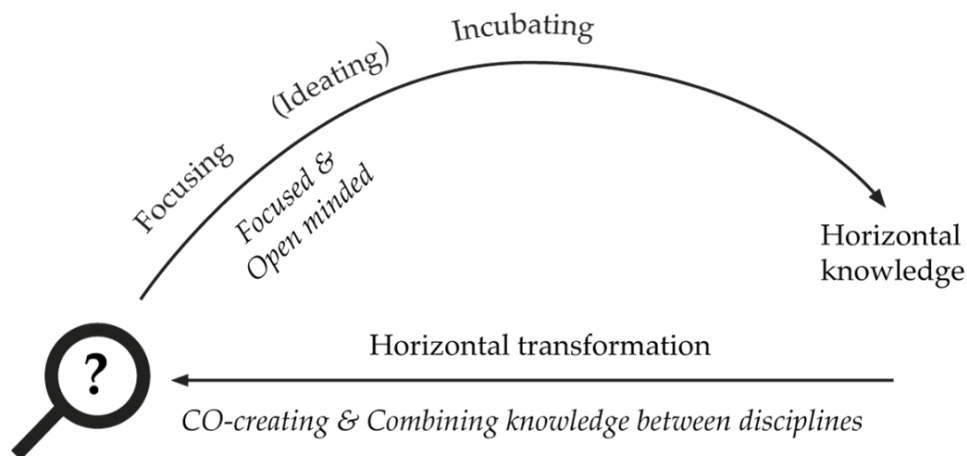 Incubating
(Ideating)
Focusing
Focused &
Open minded
Horizontal
knowledge
Horizontal transformation
?
CO-creating & Combining knowledge between disciplines